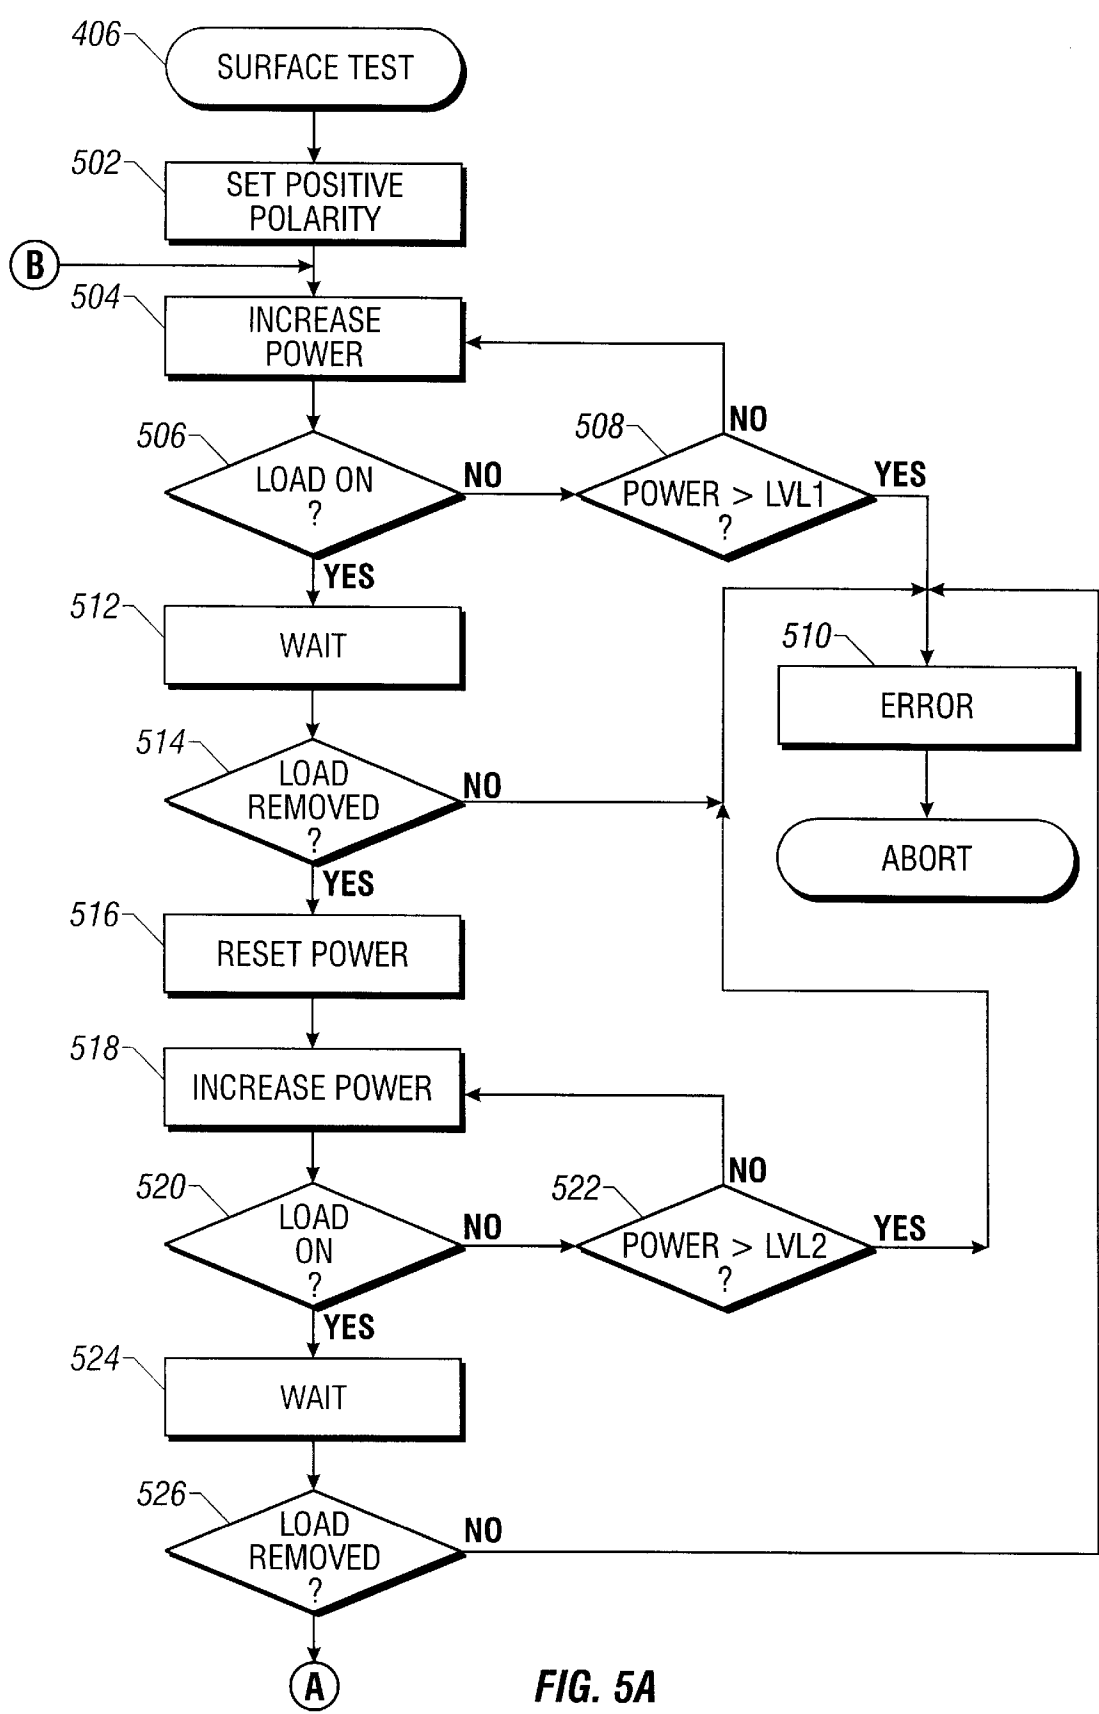 406
SURFACE TEST
502
SET POSITIVE
POLARITY
B
504
INCREASE
POWER
506
LOAD ON
?
NO
508
POWER > LVL1
?
NO
YES
YES
512
WAIT
510
ERROR
514
LOAD
REMOVED
?
NO
ABORT
YES
516
RESET POWER
518
INCREASE POWER
520
LOAD
ON
?
NO
522
POWER > LVL2
?
NO
YES
YES
524
WAIT
526
LOAD
REMOVED
?
NO
A
FIG. 5A